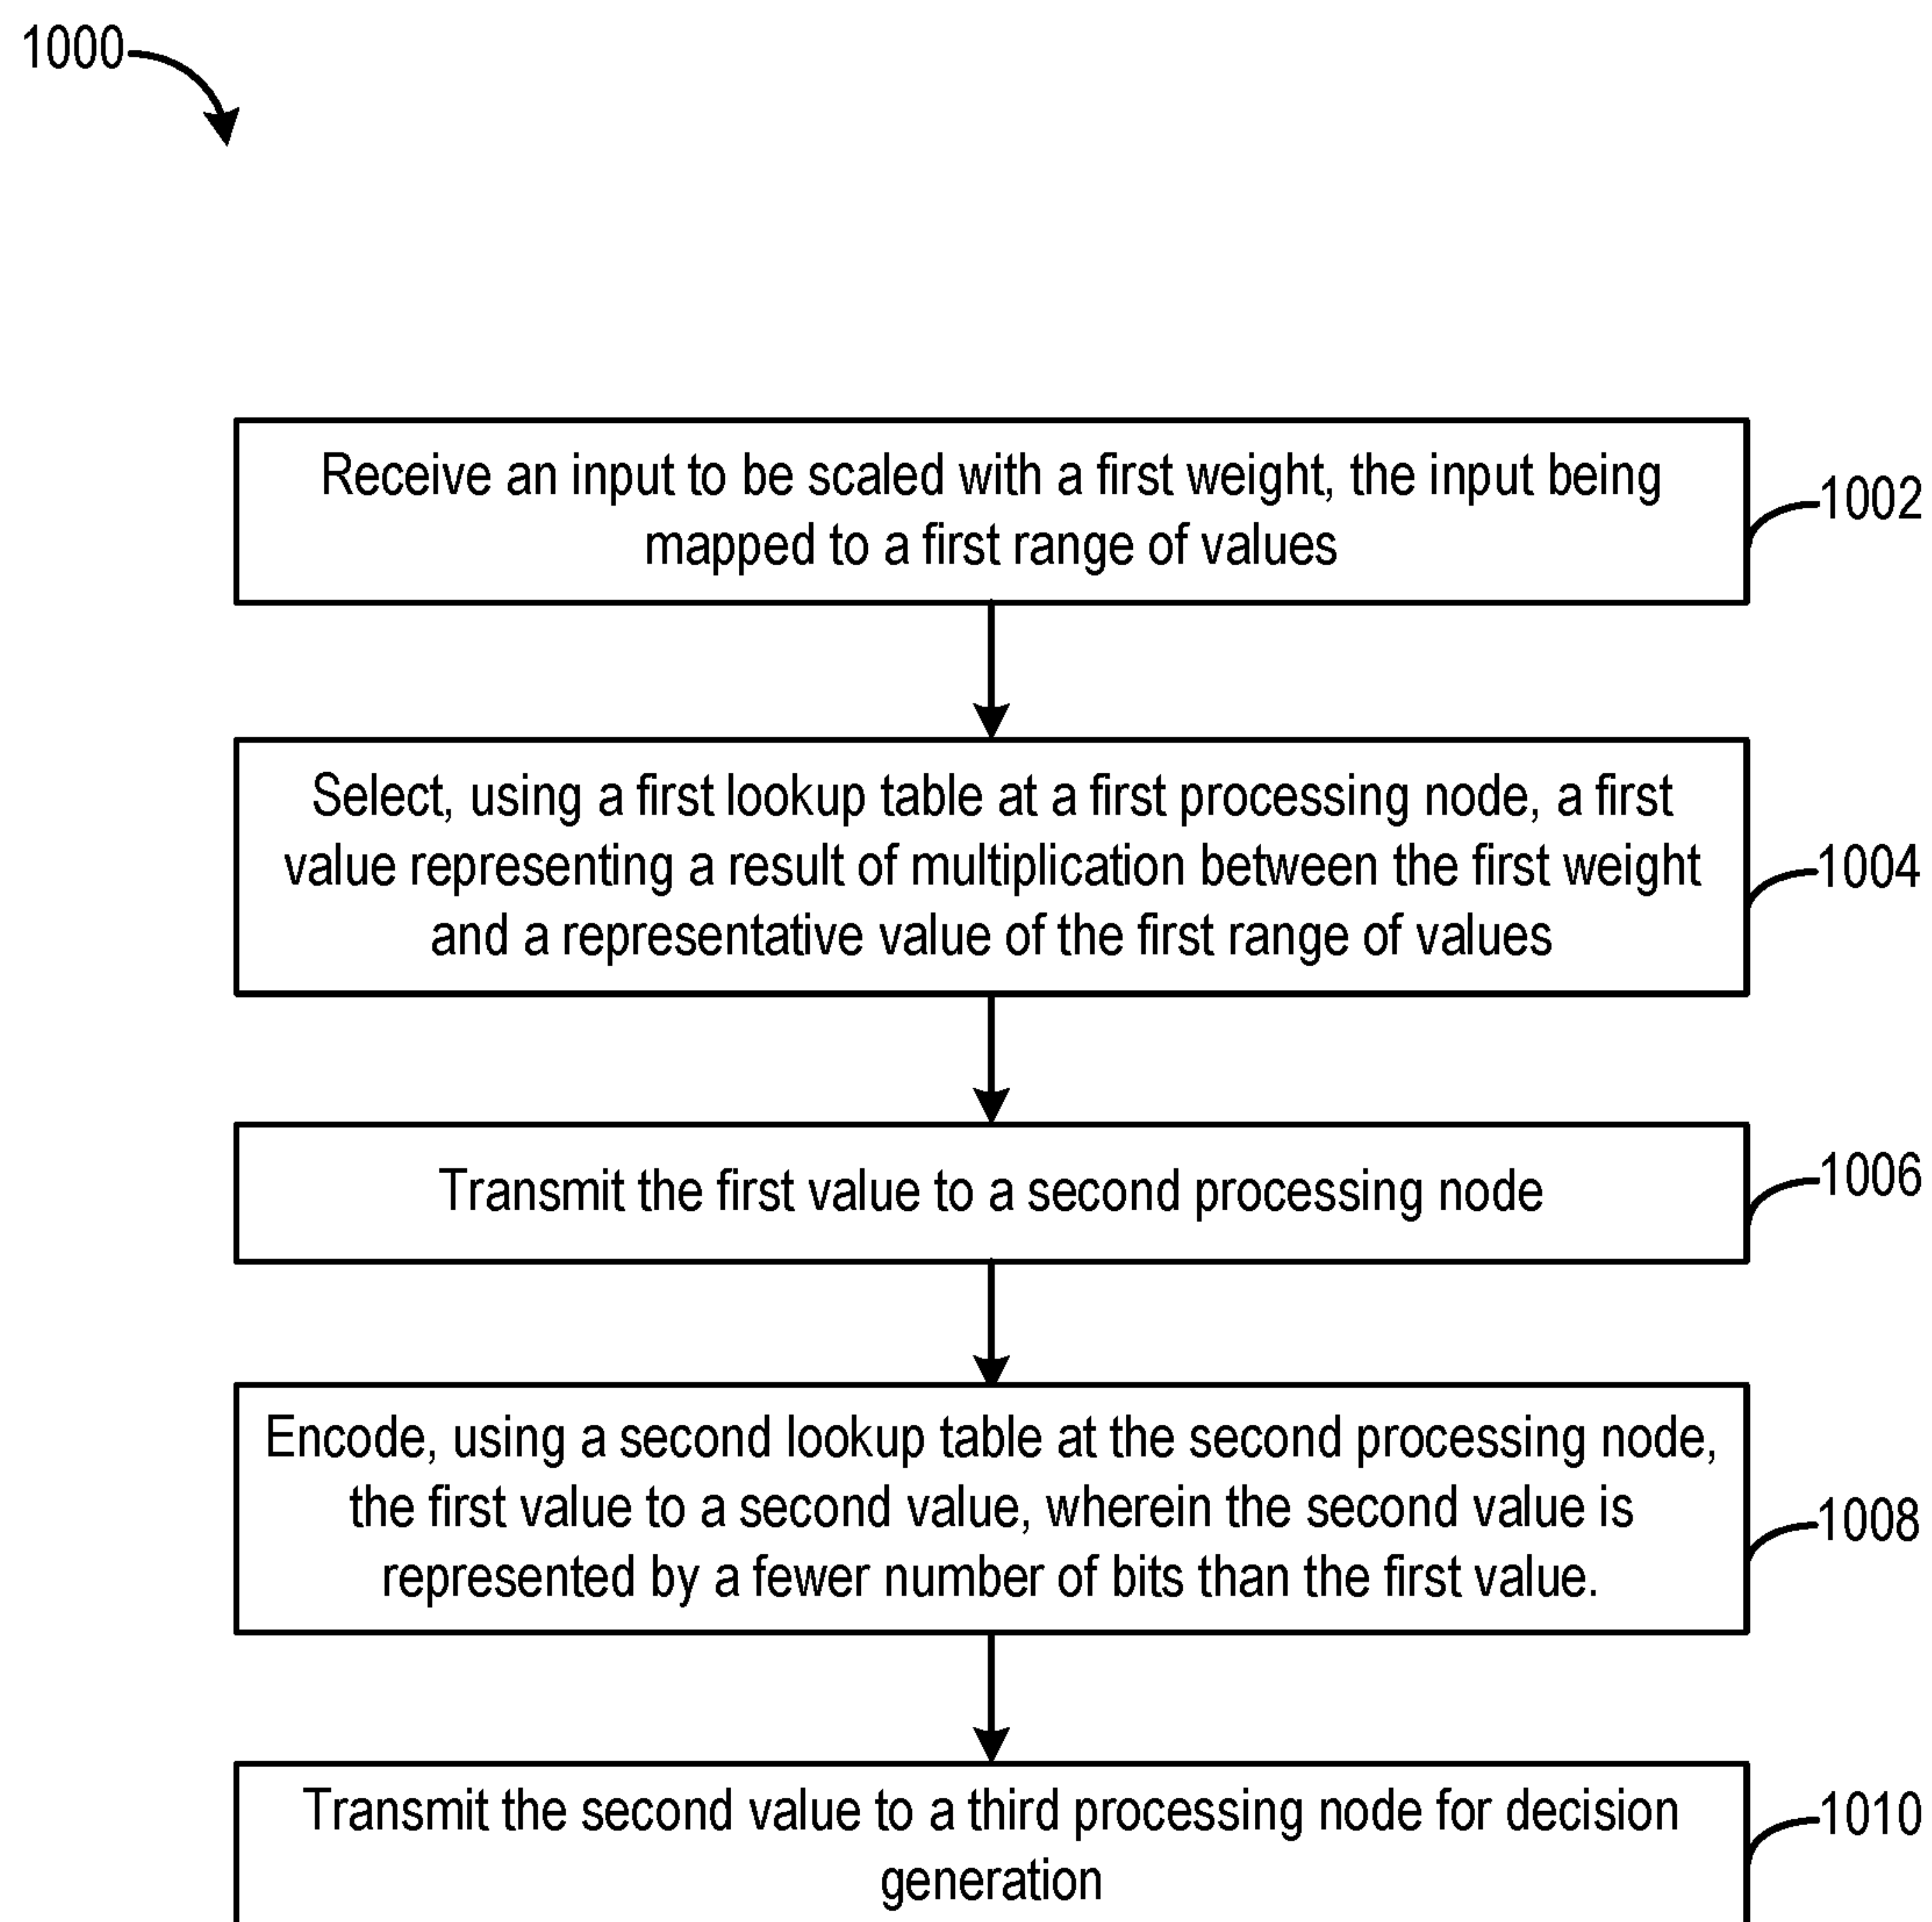 1000
Receive an input to be scaled with a first weight, the input being
mapped to a first range of values
1002
Select, using a first lookup table at a first processing node, a first
value representing a result of multiplication between the first weight
and a representative value of the first range of values
1004
Transmit the first value to a second processing node
1006
Encode, using a second lookup table at the second processing node,
the first value to a second value, wherein the second value is
represented by a fewer number of bits than the first value.
1008
Transmit the second value to a third processing node for decision
generation
1010